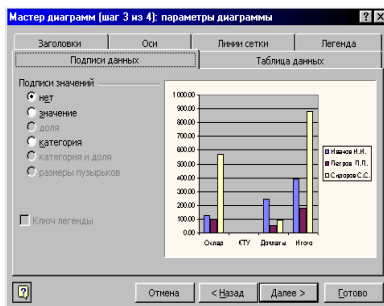 Мастер диаграмм (шаг 3 из 4): параметры диаграммы
Заголовки Оси Линии сетки Легенда
Подписи данных Таблица данных
Подписи значений
нет
значение
доля
категория
категория и доля
размеры пузырьков
Ключ легенды
1000.00
900.00
800.00
700.00
600.00
500.00
400.00
300.00
200.00
100.00
0.00
Оклад КТУ Доплаты Итого
Иванов И.И.
Петров П.П.
Сидоров С.С.
Отмена < Назад Далее > Готово